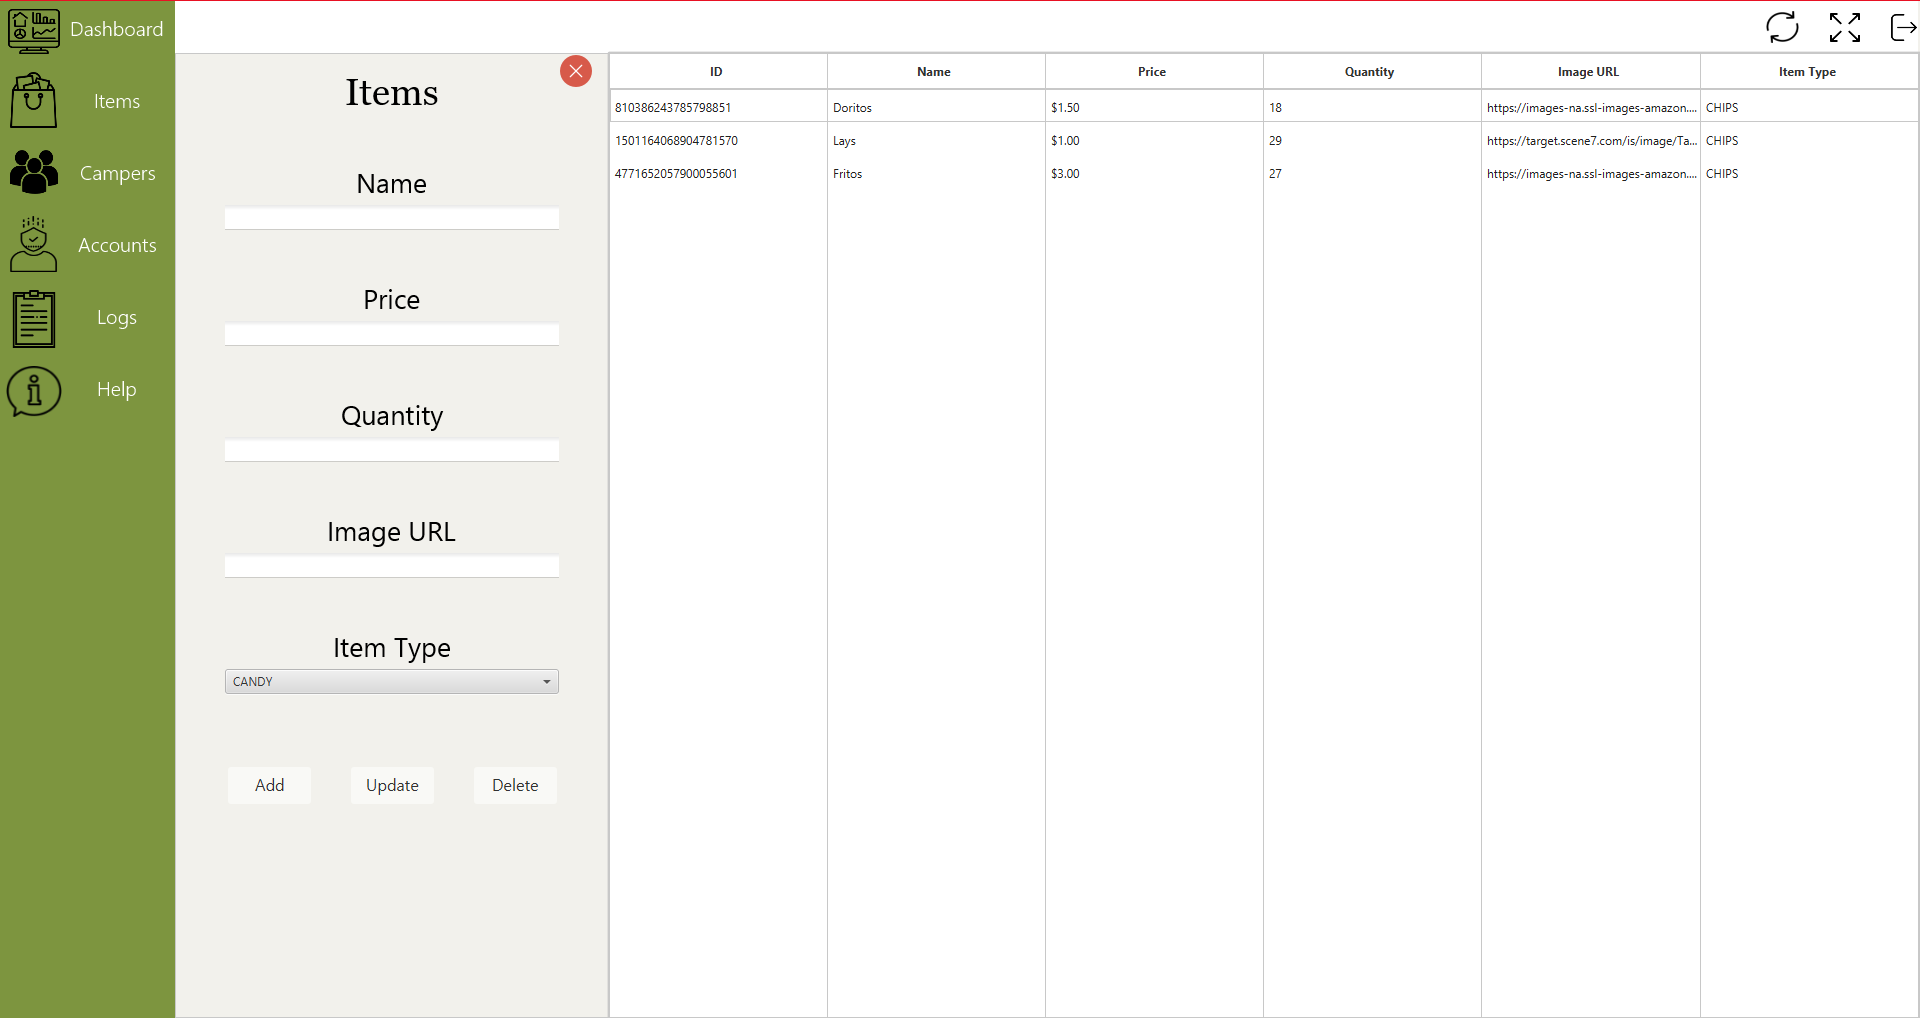 Dashboard
Items
Campers
Accounts
Logs
Help
Items
Name
Price
Quantity
Image URL
Item Type
CANDY
Add Update Delete
ID Name Price Quantity Image URL Item Type
810386243785798851 Doritos $1.50 18 https://images-na.ssl-images-amazon.... CHIPS
1501164068904781570 Lays $1.00 29 https://target.scene7.com/is/image/Ta... CHIPS
4771652057900055601 Fritos $3.00 27 https://images-na.ssl-images-amazon.... CHIPS